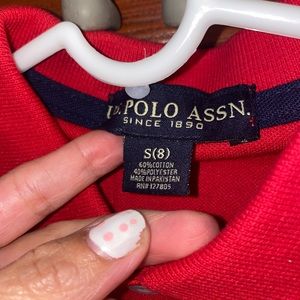 U.S. POLO ASSN.
SINCE 1890
S(8)
60%COTTON
40%POLYESTER
MADE IN PAKISTAN
RN# 127805